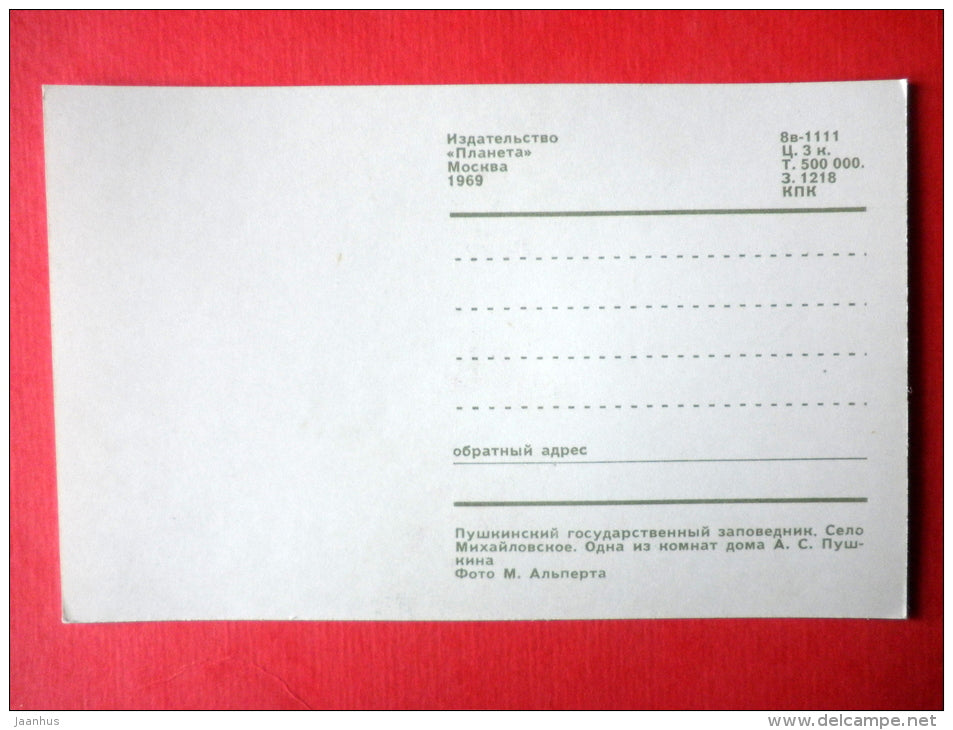 Издательство
«Планета»
Москва
1969
8в-1111
Ц. 3 к.
Т. 500 000.
З. 1218
КПК
обратный адрес
Пушкинский государственный заповедник. Село
Михайловское. Одна из комнат дома А. С. Пуш-
кина
Фото М. Альперта
jaanhus
www.delcampe.net